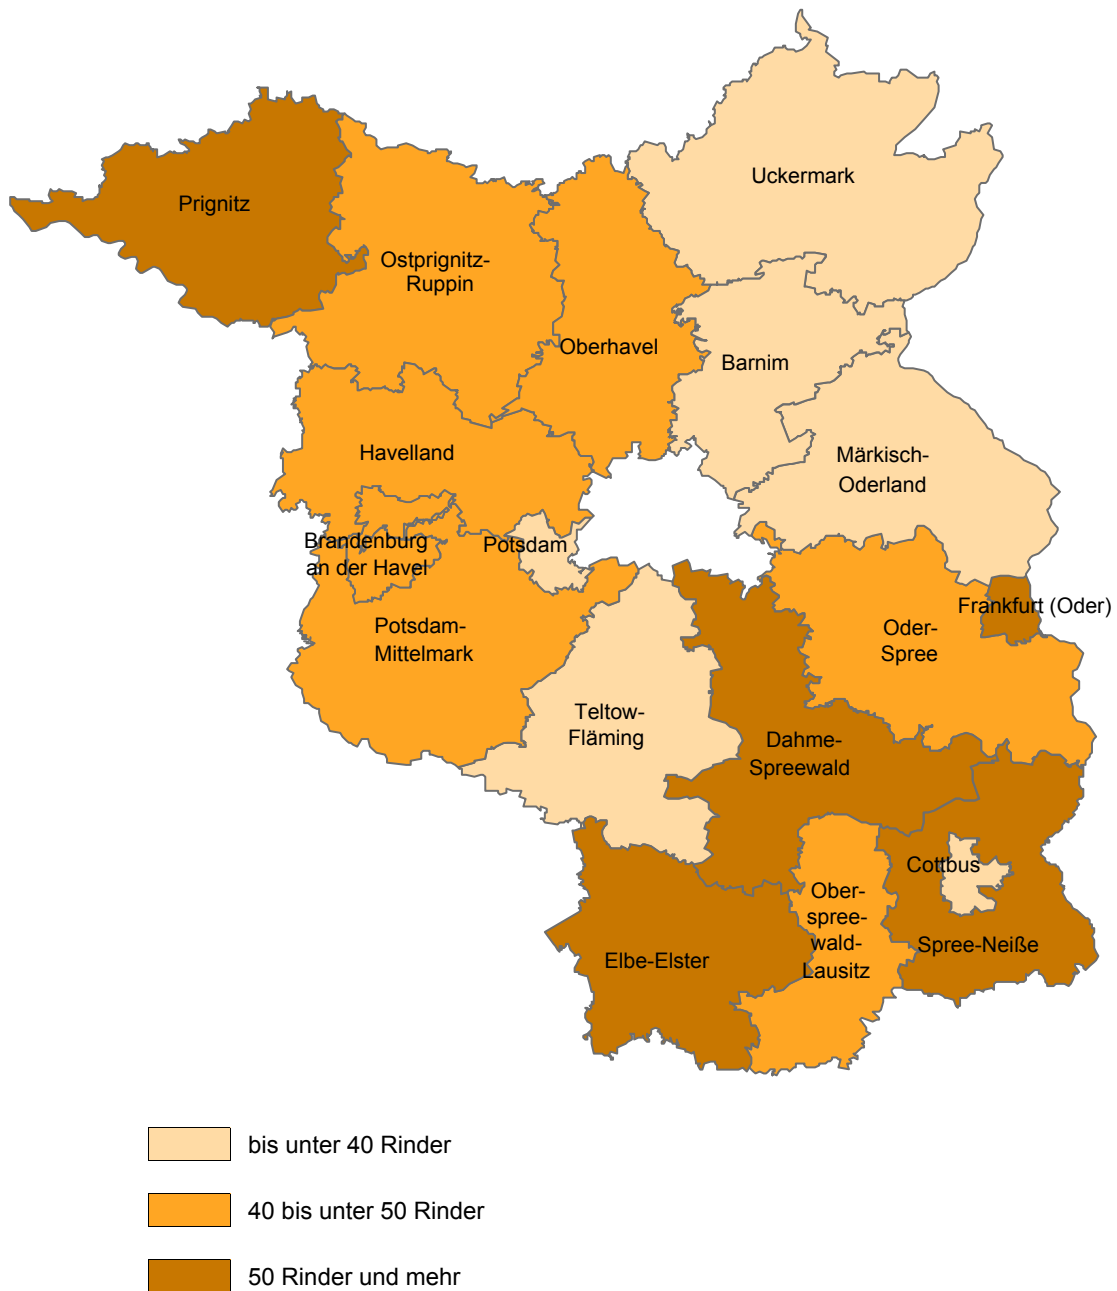 Uckermark
Prignitz
Ostprignitz-
Ruppin
Oberhavel
Barnim
Havelland
Märkisch-
Oderland
Brandenburg
an der Havel
Potsdam
Frankfurt (Oder)
Potsdam-
Mittelmark
Oder-
Spree
Teltow-
Fläming
Dahme-
Spreewald
Cottbus
Ober-
spree-
wald-
Lausitz
Spree-Neiße
Elbe-Elster
bis unter 40 Rinder
40 bis unter 50 Rinder
50 Rinder und mehr